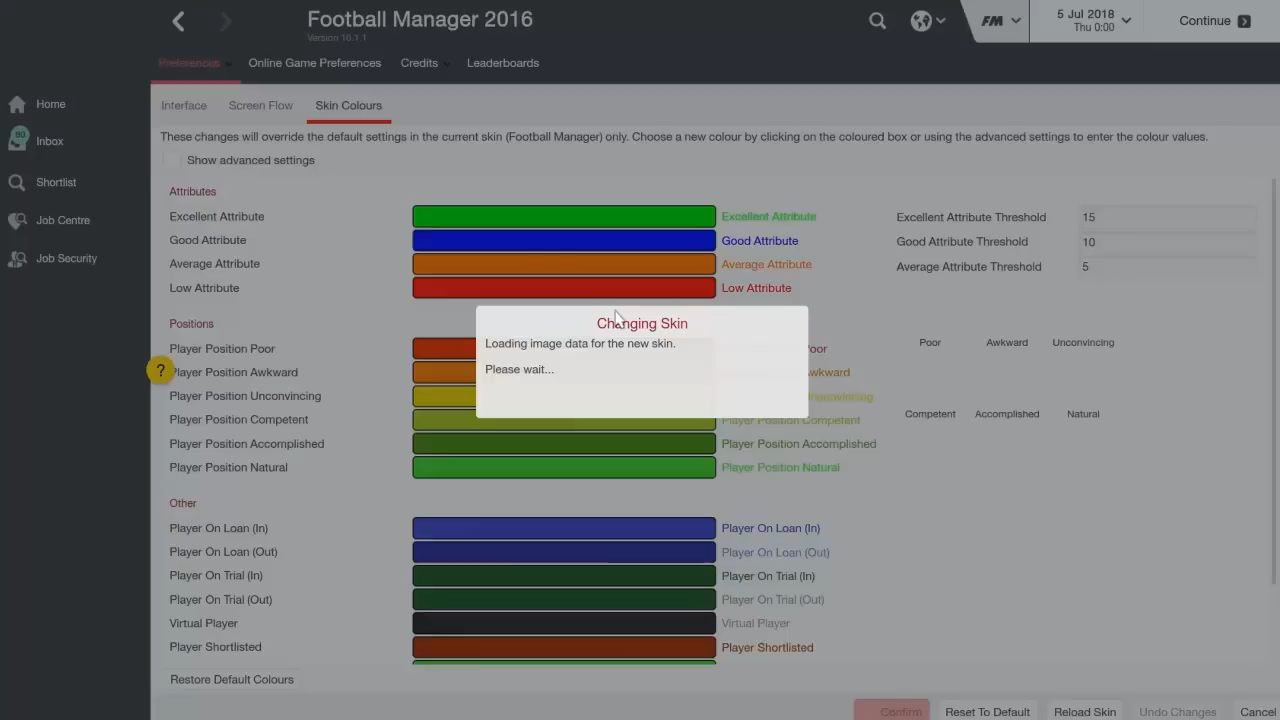 Football Manager 2016
Version 16.1.1
FM
5 Jul 2018
Thu 0:00
Continue
Preferences
Online Game Preferences
Credits
Leaderboards
Home
90
Inbox
Shortlist
Job Centre
Job Security
Interface
Screen Flow
Skin Colours
These changes will override the default settings in the current skin (Football Manager) only. Choose a new colour by clicking on the coloured box or using the advanced settings to enter the colour values.
Show advanced settings
Attributes
Excellent Attribute
Excellent Attribute
Excellent Attribute Threshold
15
Good Attribute
Good Attribute
Good Attribute Threshold
10
Average Attribute
Average Attribute
Average Attribute Threshold
5
Low Attribute
Low Attribute
Changing Skin
Loading image data for the new skin.
Please wait...
Positions
Player Position Poor
oor
Poor
Awkward
Unconvincing
?
Player Position Awkward
wkward
Player Position Unconvincing
Player Position Competent
Player Position Competent
Competent
Accomplished
Natural
Player Position Accomplished
Player Position Accomplished
Player Position Natural
Player Position Natural
Other
Player On Loan (In)
Player On Loan (In)
Player On Loan (Out)
Player On Loan (Out)
Player On Trial (In)
Player On Trial (In)
Player On Trial (Out)
Player On Trial (Out)
Virtual Player
Virtual Player
Player Shortlisted
Player Shortlisted
Restore Default Colours
Confirm
Reset To Default
Reload Skin
Undo Changes
Cancel